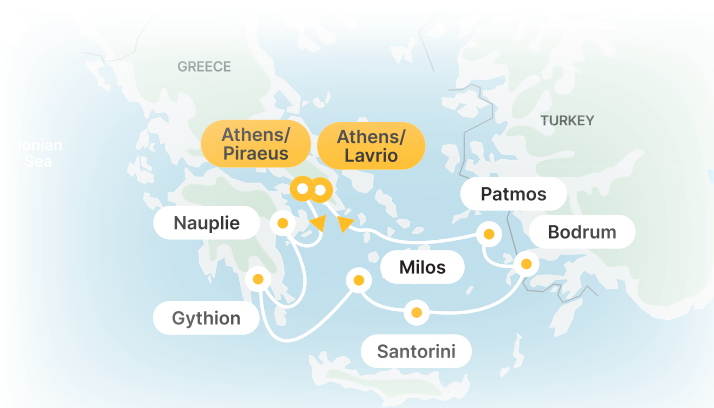 GREECE
TURKEY
Athens/
Piraeus
Athens/
Lavrio
Ionian
Sea
Patmos
Nauplie
Bodrum
Milos
Gythion
Santorini